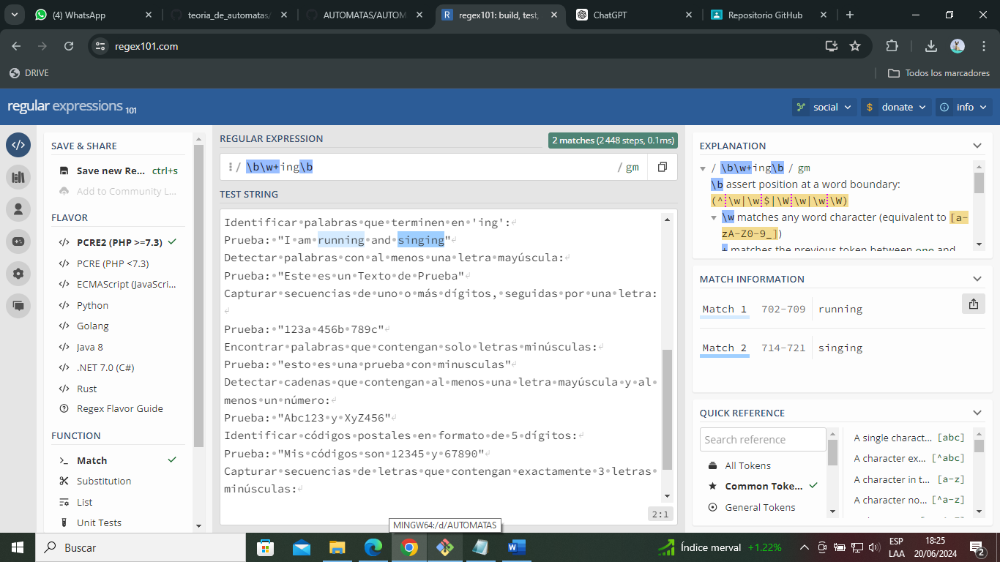 (4) WhatsApp
teoria_de_automatas/
AUTOMATAS/AUTOM
regex101: build, test,
ChatGPT
Repositorio GitHub
regex101.com
DRIVE
Todos los marcadores
regular expressions 101
social
donate
info
SAVE & SHARE
Save new Re... ctrl+s
Add to Community L...
FLAVOR
PCRE2 (PHP >=7.3)
PCRE (PHP <7.3)
ECMAScript (JavaScri...
Python
Golang
Java 8
.NET 7.0 (C#)
Rust
Regex Flavor Guide
FUNCTION
Match
Substitution
List
Unit Tests
REGULAR EXPRESSION
2 matches (2 448 steps, 0.1ms)
/ \b\w+ing\b / gm
TEST STRING
Identificar palabras que terminen en 'ing':
Prueba: "I am running and singing"
Detectar palabras con al menos una letra mayúscula:
Prueba: "Este es un Texto de Prueba"
Capturar secuencias de uno o más dígitos, seguidas por una letra:
Prueba: "123a 456b 789c"
Encontrar palabras que contengan solo letras minúsculas:
Prueba: "esto es una prueba con minusculas"
Detectar cadenas que contengan al menos una letra mayúscula y al
menos un número:
Prueba: "Abc123 y XyZ456"
Identificar códigos postales en formato de 5 dígitos:
Prueba: "Mis códigos son 12345 y 67890"
Capturar secuencias de letras que contengan exactamente 3 letras
minúsculas:
2:1
EXPLANATION
/ \b\w+ing\b / gm
\b assert position at a word boundary:
(^\w|\w$|\W\w|\w\W)
\w matches any word character (equivalent to [a-
zA-Z0-9_])
+ matches the previous token between one and
MATCH INFORMATION
Match 1 702-709 running
Match 2 714-721 singing
QUICK REFERENCE
Search reference
All Tokens
Common Toke...
General Tokens
A single charact... [abc]
A character ex... [^abc]
A character in t... [a-z]
A character no... [^a-z]
MINGW64:/d/AUTOMATAS
Buscar
Índice merval +1.22%
ESP
LAA
18:25
20/06/2024
2